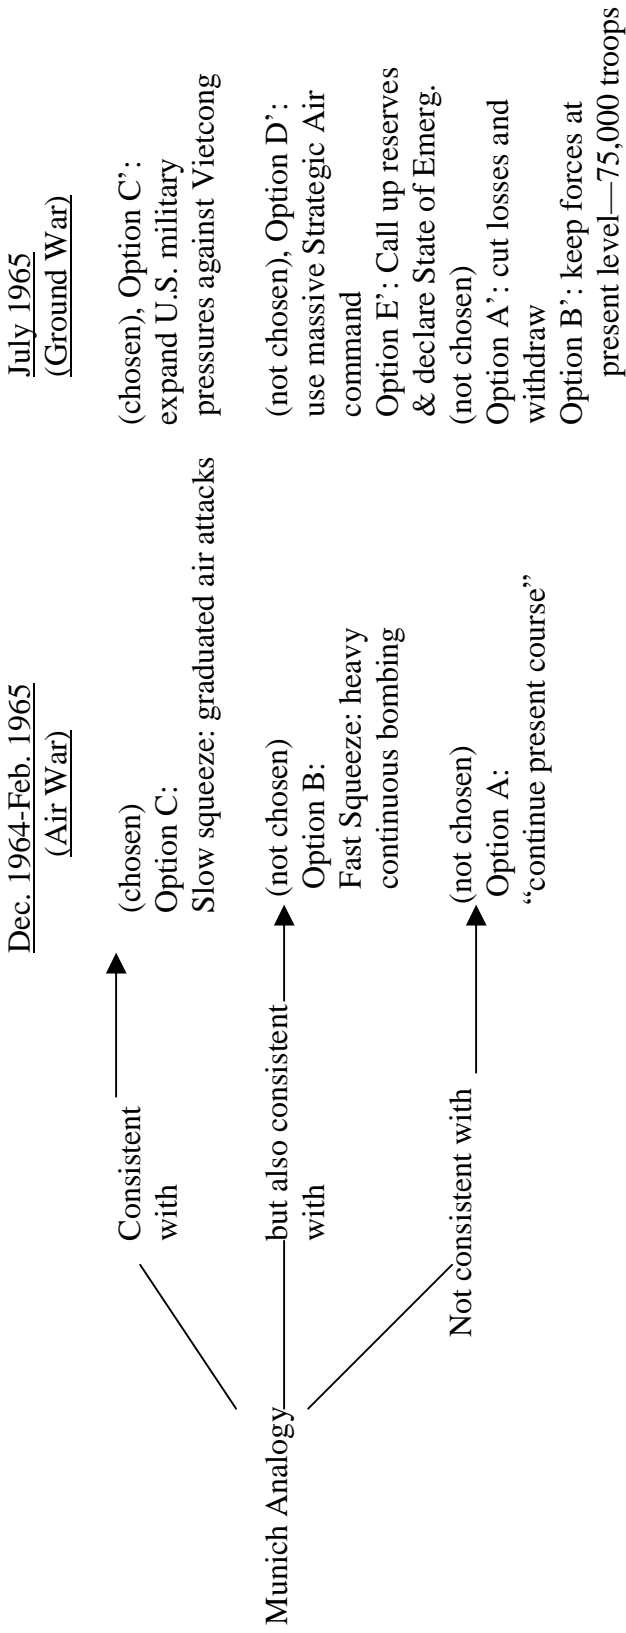 Dec. 1964-Feb. 1965
(Air War)
July 1965
(Ground War)
Munich Analogy
Consistent
with
(chosen)
Option C:
Slow squeeze: graduated air attacks
(chosen), Option C’:
expand U.S. military
pressures against Vietcong
but also consistent
with
(not chosen)
Option B:
Fast Squeeze: heavy
continuous bombing
(not chosen), Option D’:
use massive Strategic Air
command
Option E’: Call up reserves
& declare State of Emerg.
Not consistent with
(not chosen)
Option A:
“continue present course”
(not chosen)
Option A’: cut losses and
withdraw
Option B’: keep forces at
present level—75,000 troops